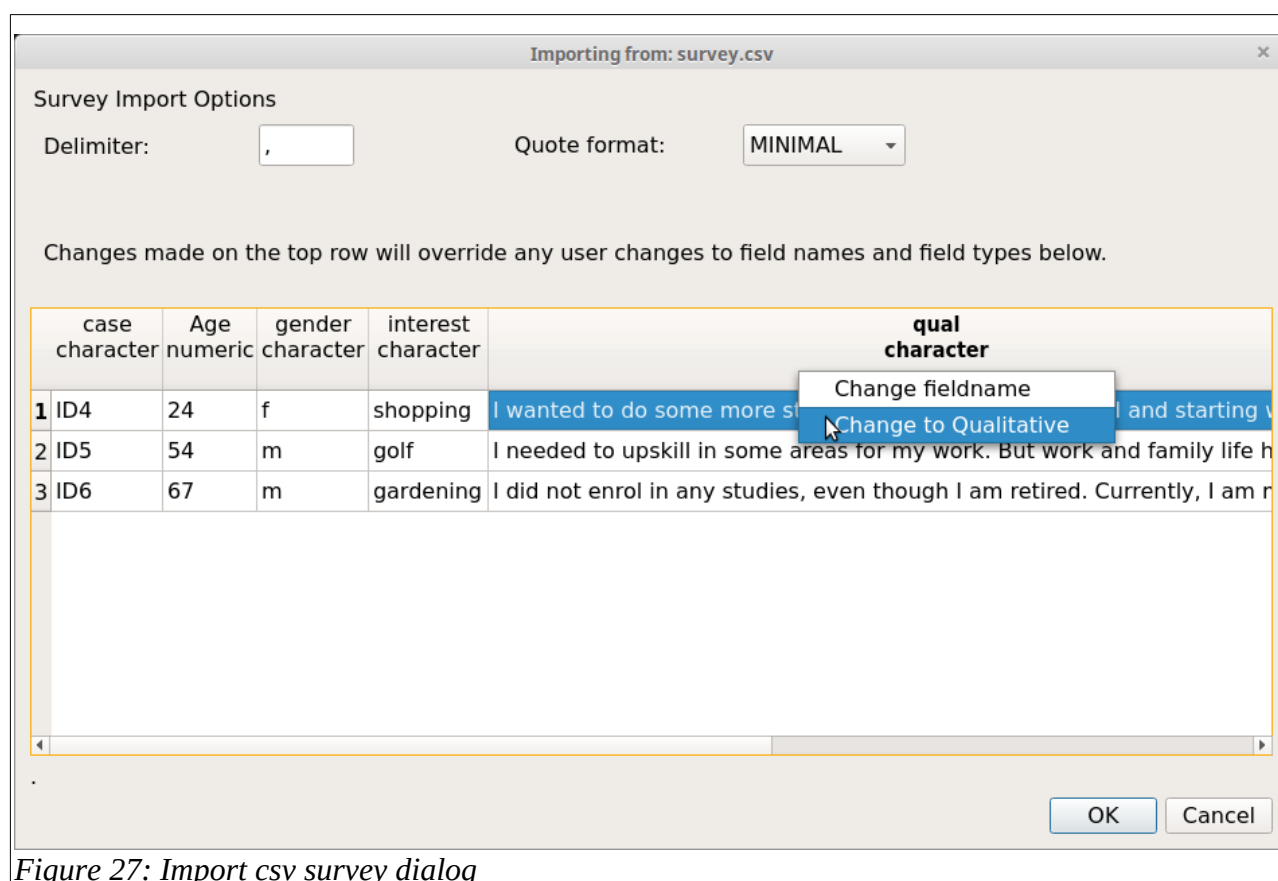 Importing from: survey.csv ×
Survey Import Options
Delimiter: , Quote format: MINIMAL
Changes made on the top row will override any user changes to field names and field types below.
case Age gender interest qual
character numeric character character character
Change fieldname
1 ID4 24 f shopping I wanted to do some more and starting
Change to Qualitative
2 ID5 54 m golf I needed to upskill in some areas for my work. But work and family life
3 ID6 67 m gardening I did not enrol in any studies, even though I am retired. Currently, I am
.
OK Cancel
Figure 27: Import csv survey dialog